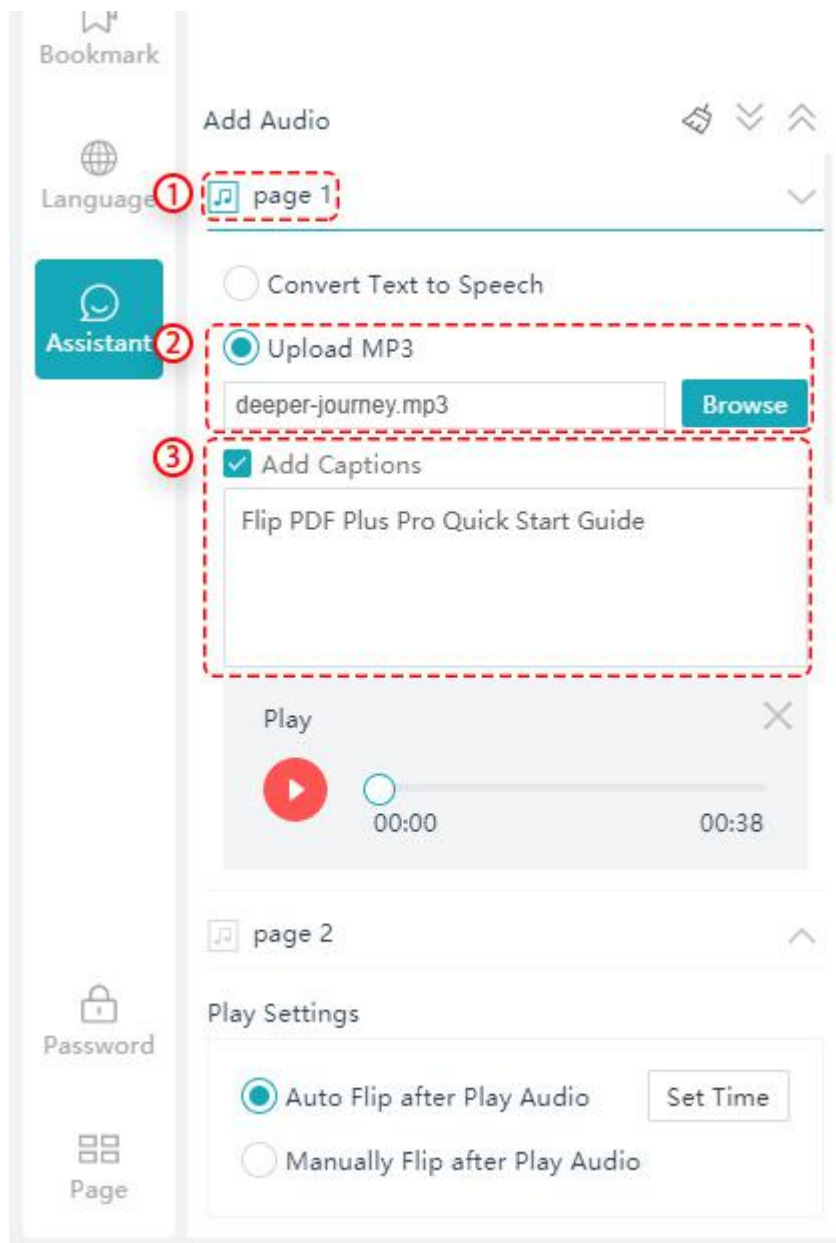 Bookmark
Add Audio
Language
① page 1
Convert Text to Speech
Assistant
② Upload MP3
deeper-journey.mp3 Browse
③ Add Captions
Flip PDF Plus Pro Quick Start Guide
Play
00:00 00:38
page 2
Password
Play Settings
Auto Flip after Play Audio Set Time
Manually Flip after Play Audio
Page